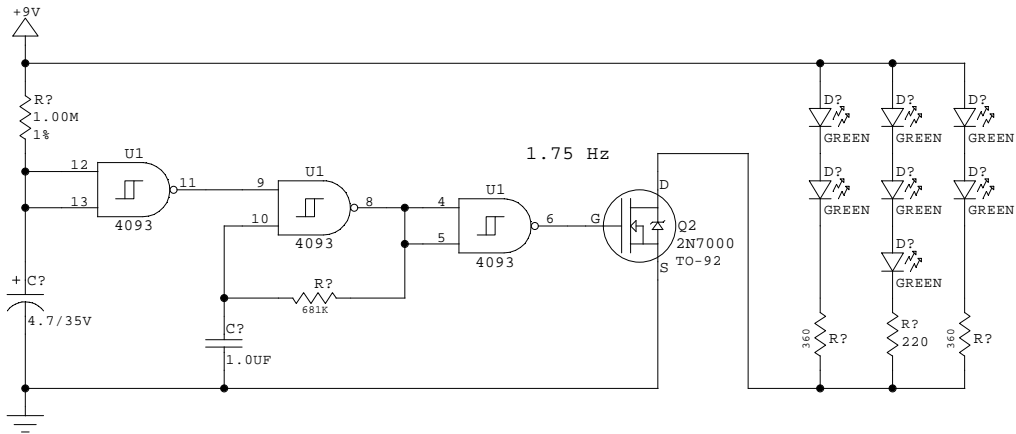 +9V
R?
1.00M
1%
12
13
U1
11
4093
+
C?
4.7/35V
9
10
U1
8
4093
R?
681K
C?
1.0UF
4
5
U1
6
4093
1.75 Hz
G
D
S
Q2
2N7000
TO-92
D?
GREEN
D?
GREEN
D?
GREEN
D?
GREEN
D?
GREEN
D?
GREEN
D?
GREEN
360
R?
R?
220
360
R?